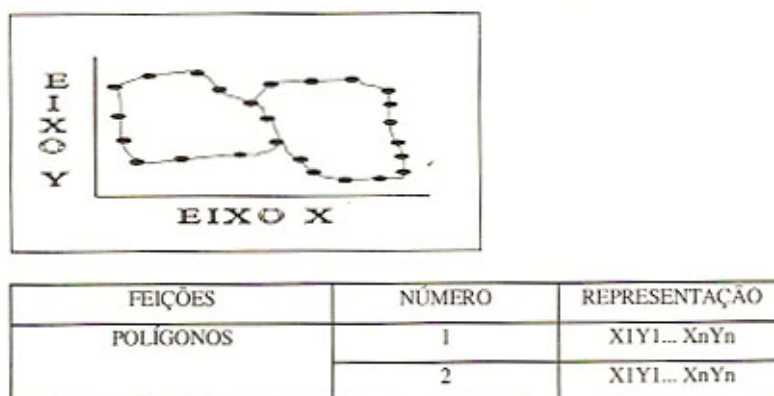 EIXO Y
EIXO X
FEIÇÕES NÚMERO REPRESENTAÇÃO
POLÍGONOS 1 X1Y1... XnYn
2 X1Y1... XnYn